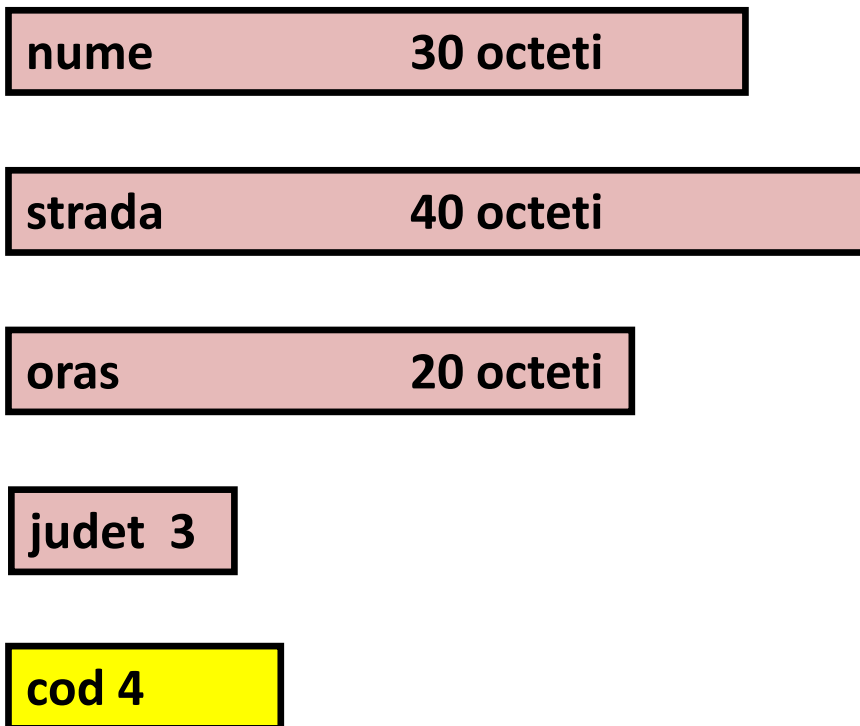 nume 30 octeti
strada 40 octeti
oras 20 octeti
judet 3
cod 4